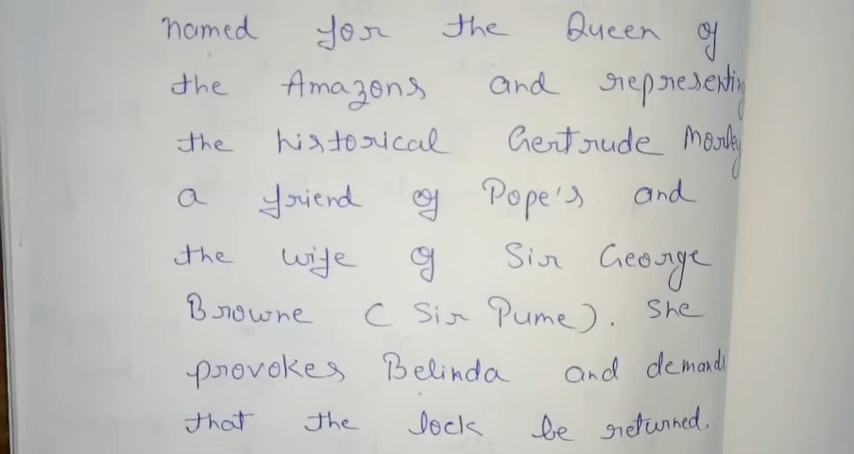 named for the Queen of
the Amazons and representing
the historical Gertrude Morley
a friend of Pope's and
the wife of Sir George
Browne ( Sir Pume). She
provokes Belinda and demands
that the lock be returned.